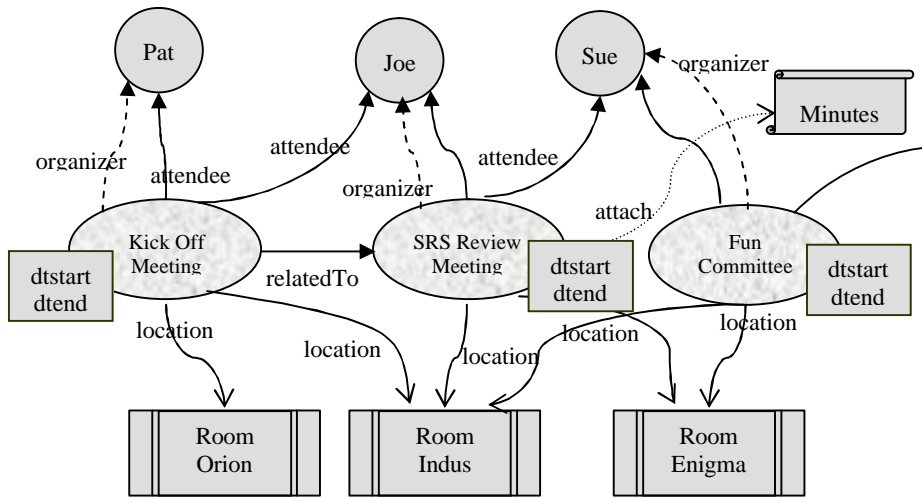 Pat
Joe
Sue
organizer
Minutes
organizer
attendee
attendee
organizer
attendee
attach
Kick Off
Meeting
SRS Review
Meeting
Fun
Committee
dtstart
dtend
relatedTo
dtstart
dtend
dtstart
dtend
location
location
location
location
location
Room
Orion
Room
Indus
Room
Enigma